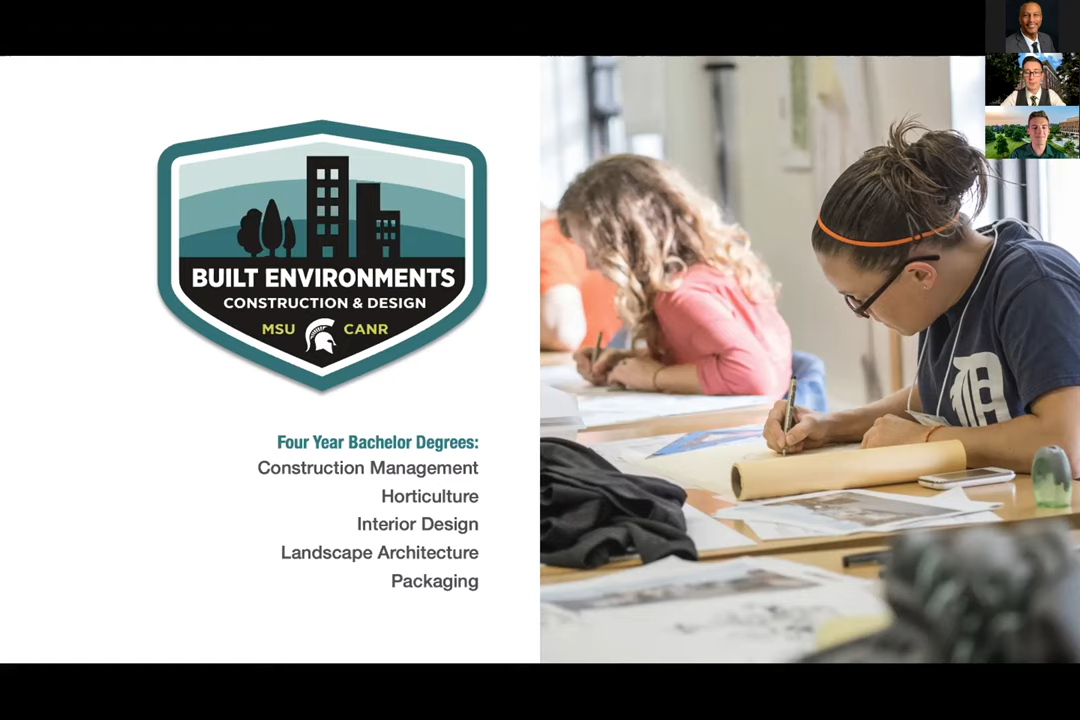 BUILT ENVIRONMENTS
CONSTRUCTION & DESIGN
MSU CANR
Four Year Bachelor Degrees:
Construction Management
Horticulture
Interior Design
Landscape Architecture
Packaging
D